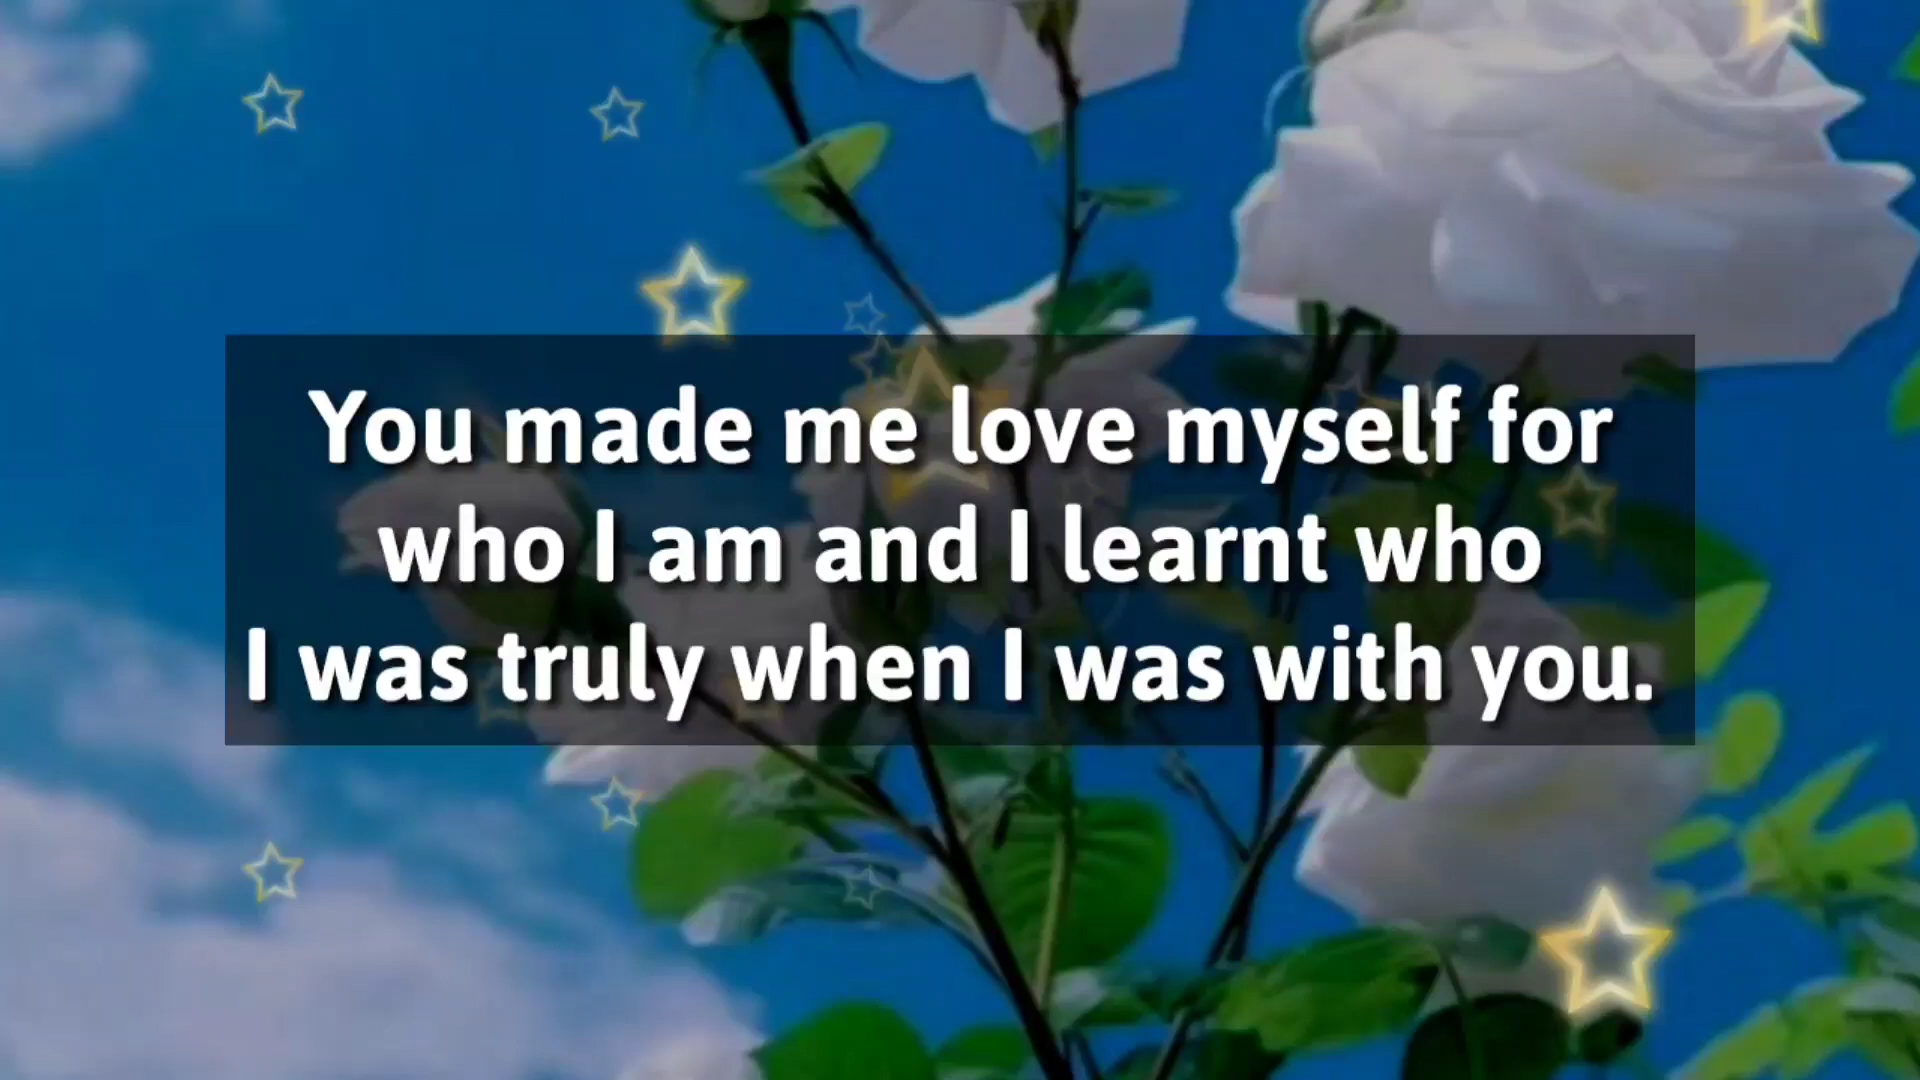 You made me love myself for
who I am and I learnt who
I was truly when I was with you.